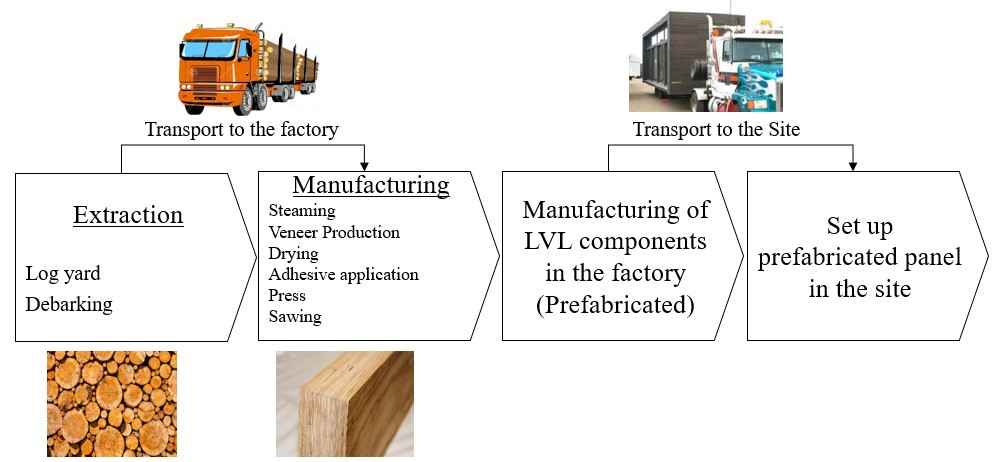 Transport to the factory
Transport to the Site
Extraction
Log yard
Debarking
Manufacturing
Steaming
Veneer Production
Drying
Adhesive application
Press
Sawing
Manufacturing of
LVL components
in the factory
(Prefabricated)
Set up
prefabricated panel
in the site